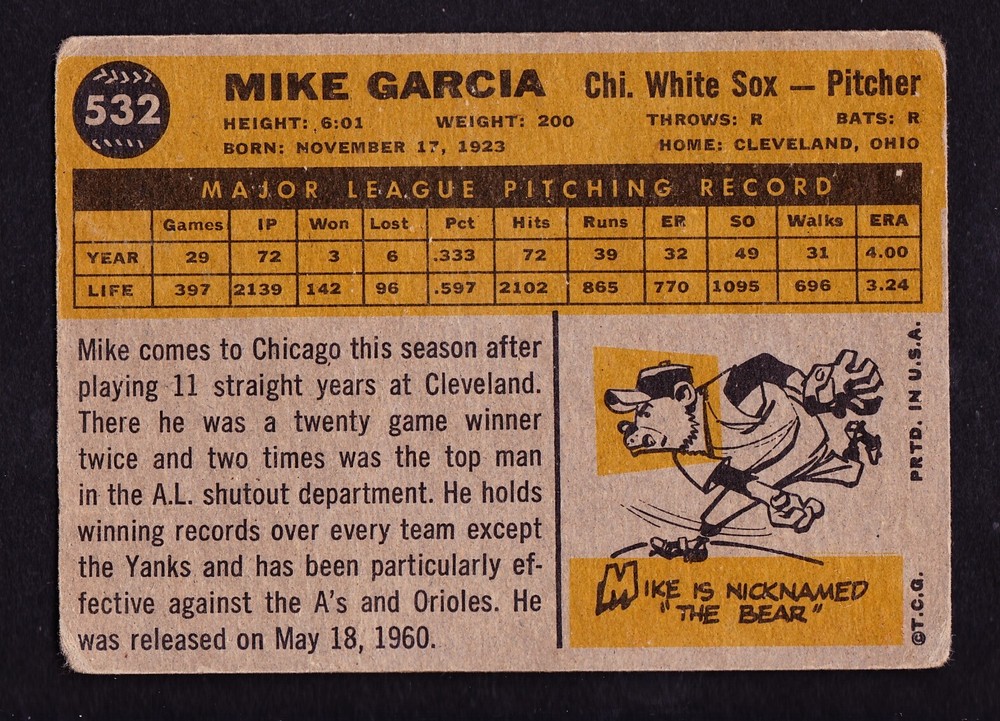 532
MIKE GARCIA Chi. White Sox — Pitcher
HEIGHT: 6:01 WEIGHT: 200 THROWS: R BATS: R
BORN: NOVEMBER 17, 1923 HOME: CLEVELAND, OHIO
MAJOR LEAGUE PITCHING RECORD
Games IP Won Lost Pct Hits Runs ER SO Walks ERA
YEAR 29 72 3 6 .333 72 39 32 49 31 4.00
LIFE 397 2139 142 96 .597 2102 865 770 1095 696 3.24
Mike comes to Chicago this season after
playing 11 straight years at Cleveland.
There he was a twenty game winner
twice and two times was the top man
in the A.L. shutout department. He holds
winning records over every team except
the Yanks and has been particularly ef-
fective against the A's and Orioles. He
was released on May 18, 1960.
MIKE IS NICKNAMED
"THE BEAR"
©T.C.G. PRTD. IN U.S.A.